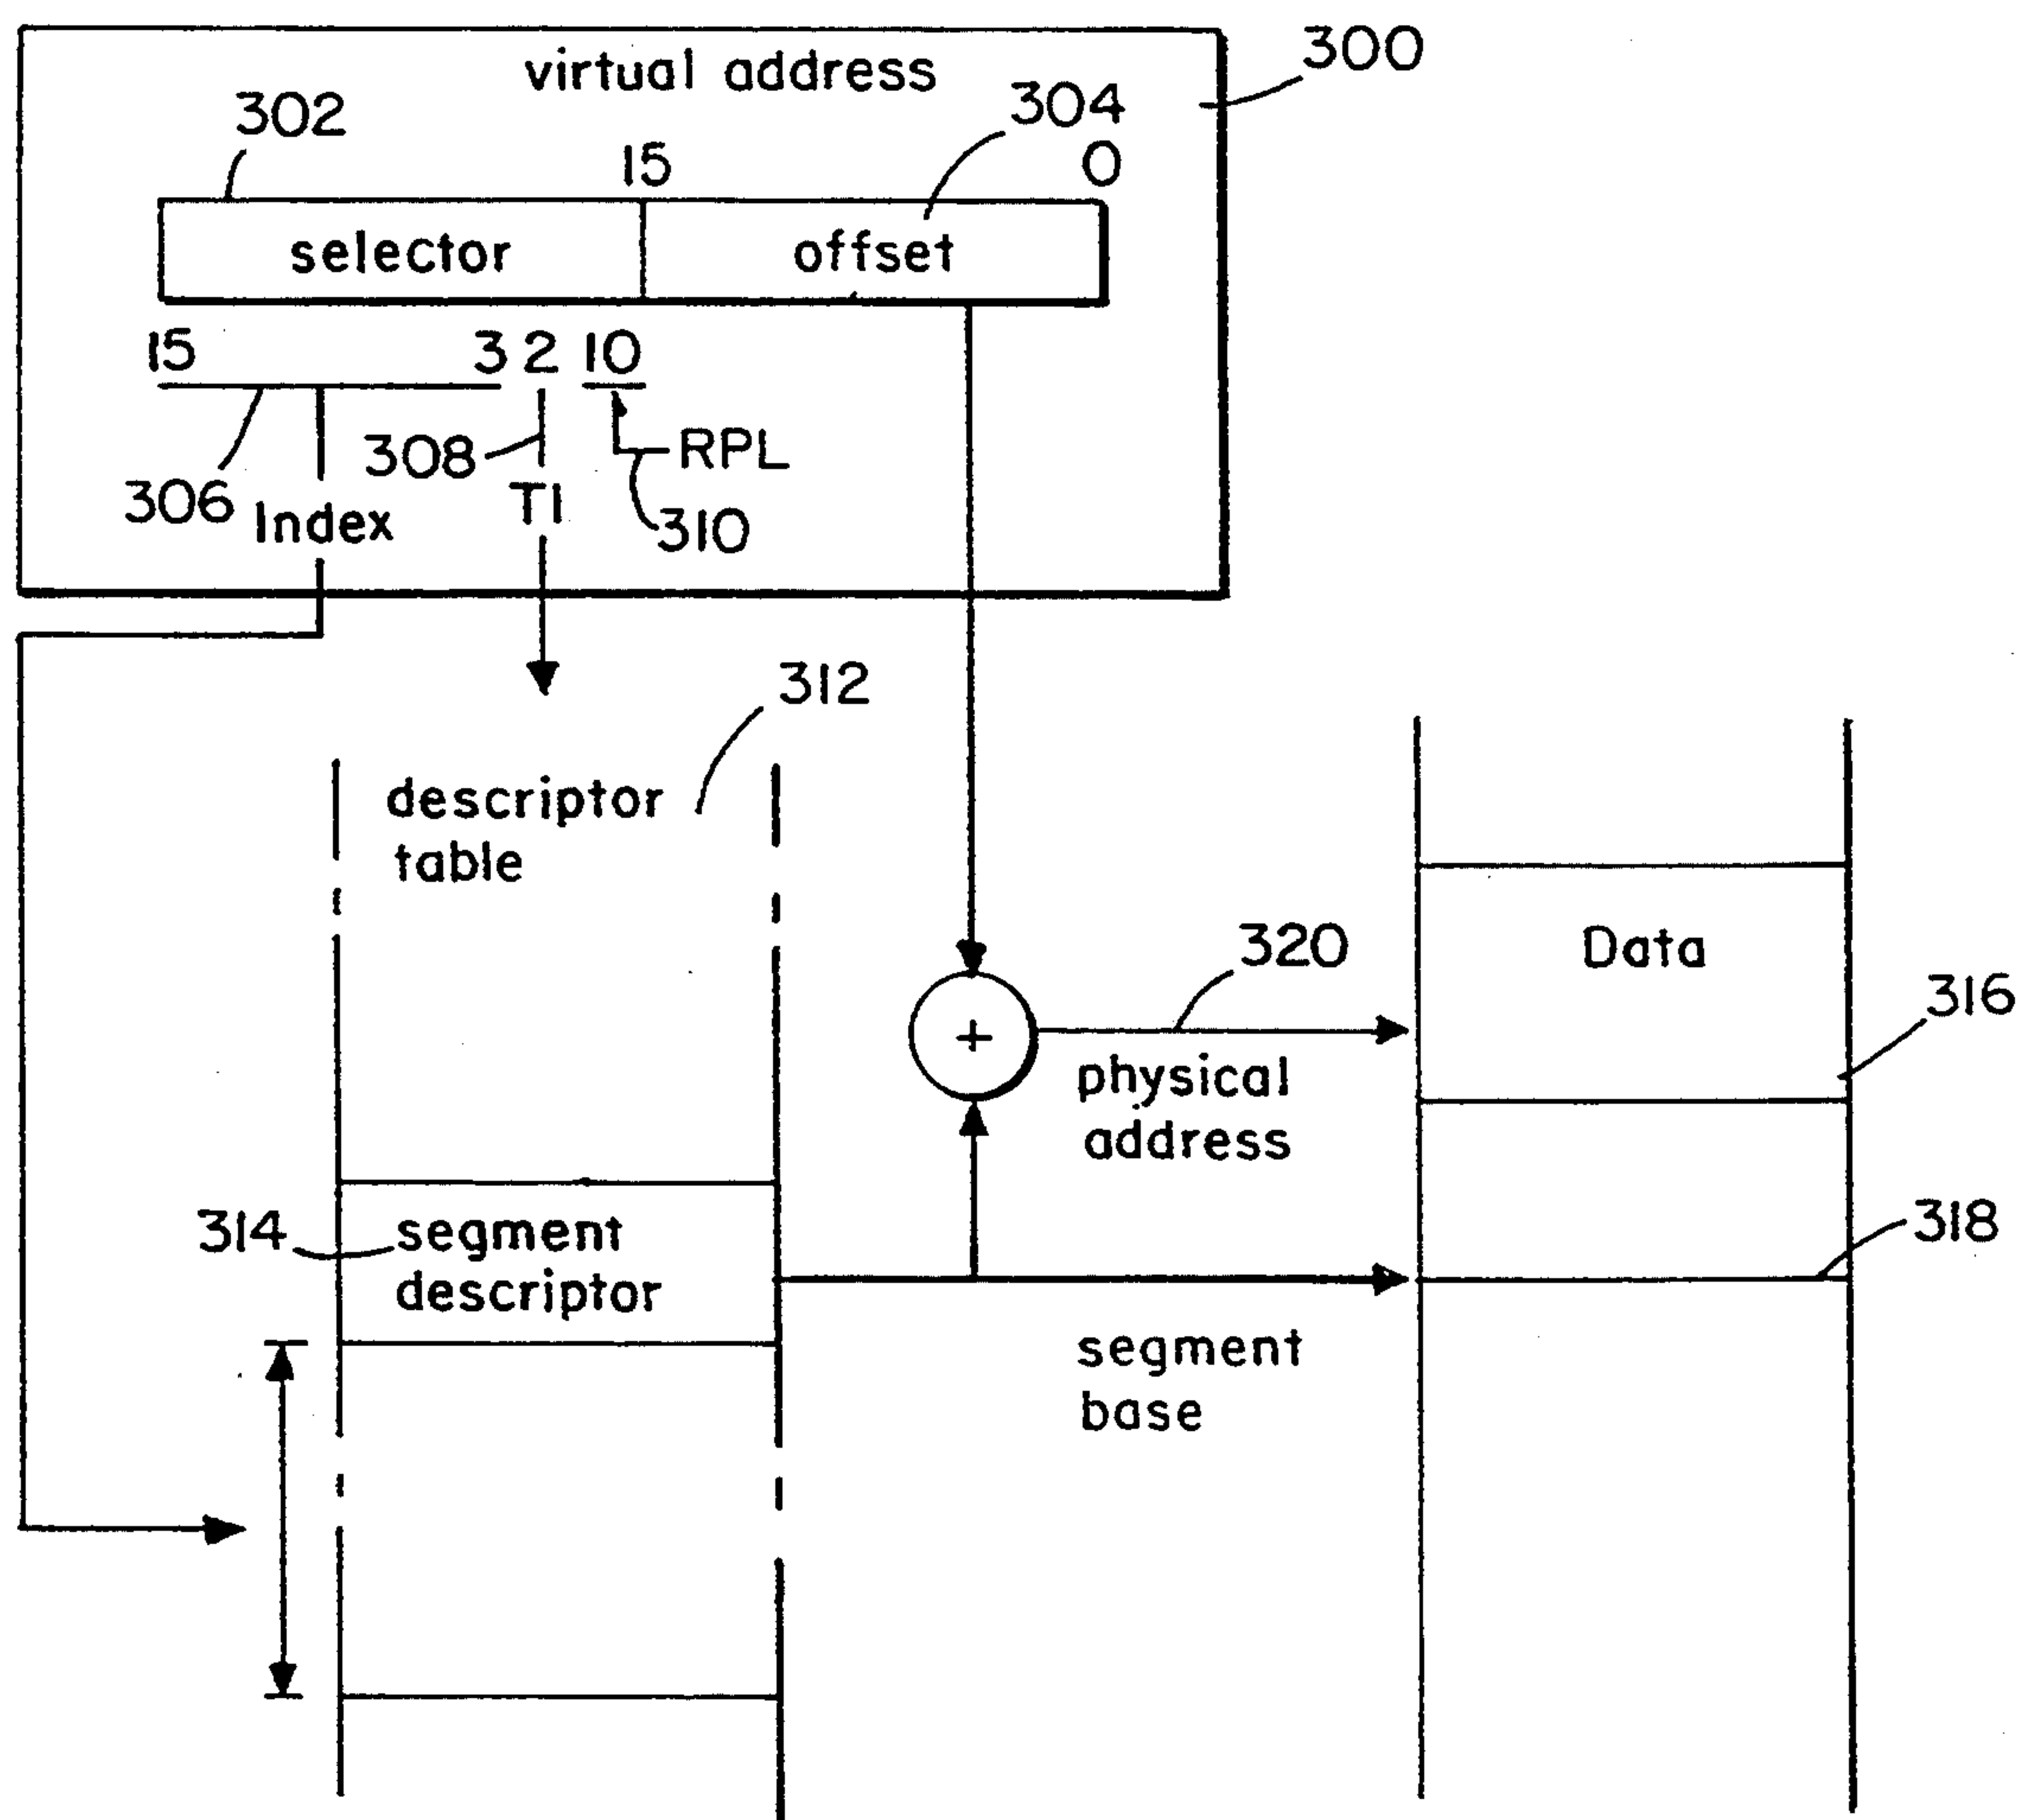 virtual address
300
302
304
15
0
selector
offset
15
3 2 10
308
RPL
306
Index
TI
310
312
descriptor
table
320
Data
316
+
physical
address
314
segment
descriptor
318
segment
base